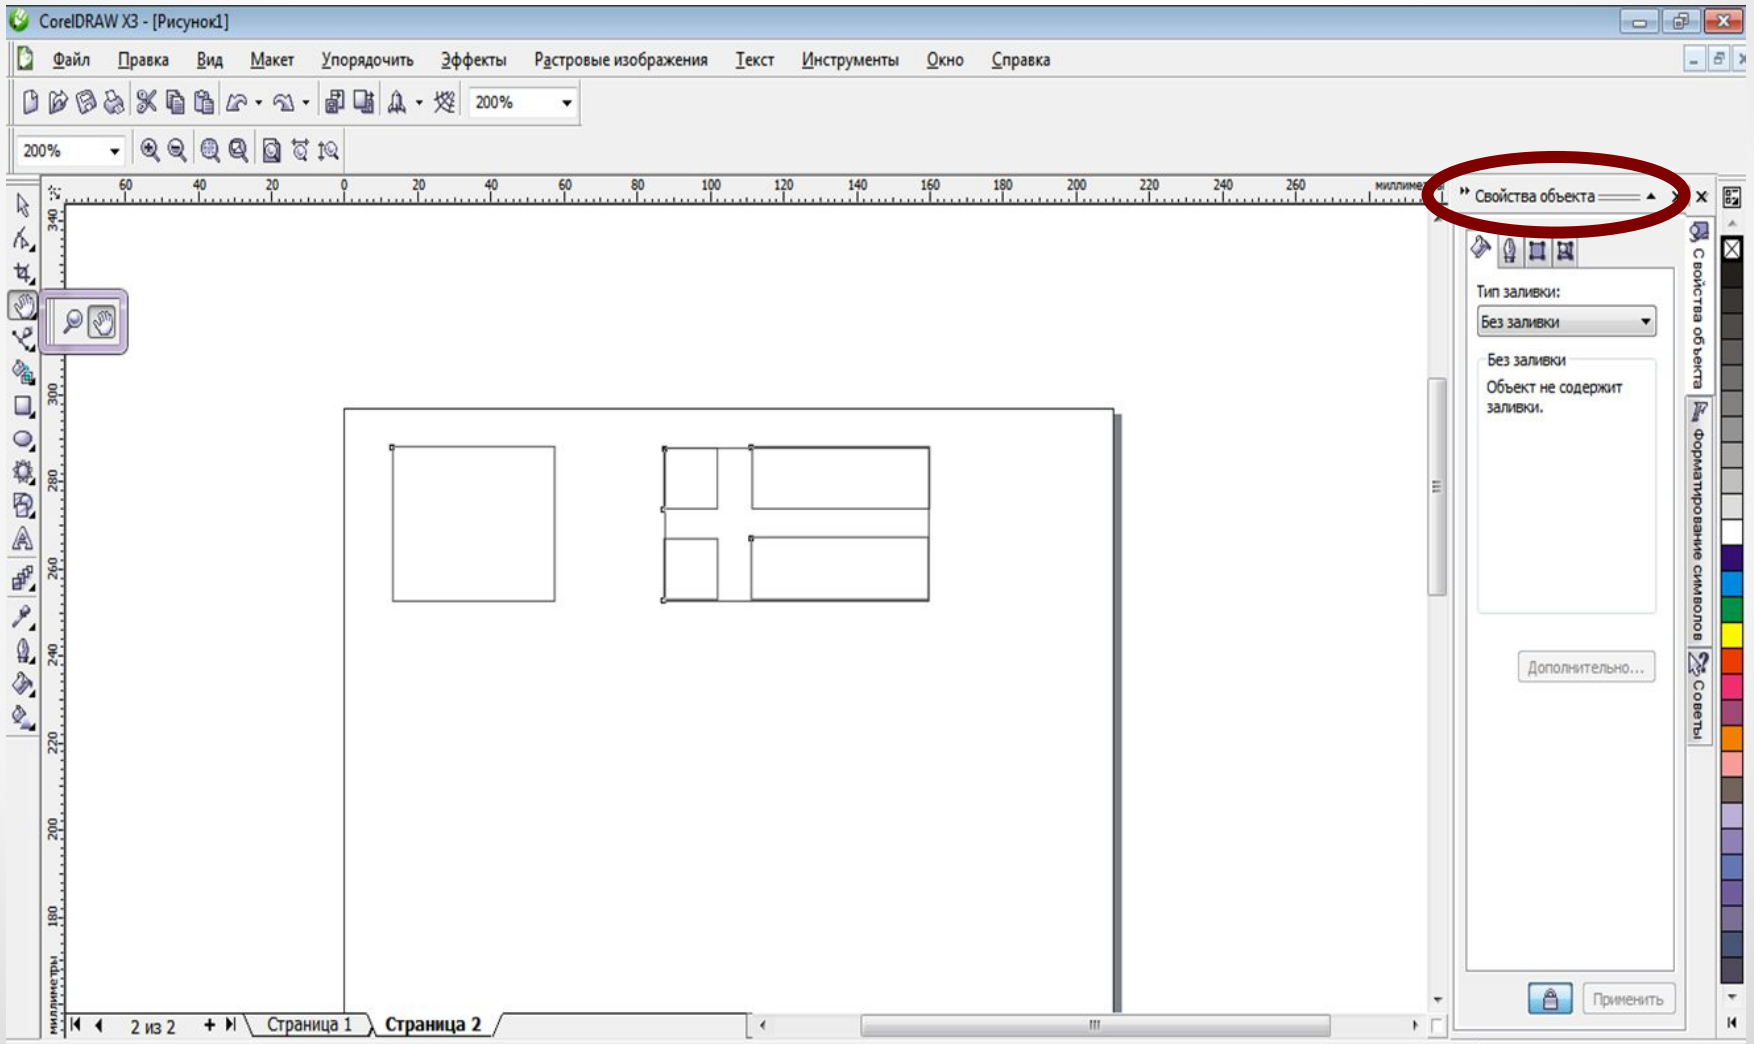 CorelDRAW X3 - [Рисунок1]
Файл Правка Вид Макет Упорядочить Эффекты Растровые изображения Текст Инструменты Окно Справка
200%
200%
60 40 20 0 20 40 60 80 100 120 140 160 180 200 220 240 260
Свойства объекта
340
300
280
260
240
220
200
180
миллиметры
Тип заливки:
Без заливки
Без заливки
Объект не содержит
заливки.
Дополнительно...
Применить
Свойства объекта
Форматирование символов
Советы
2 из 2
Страница 1
Страница 2